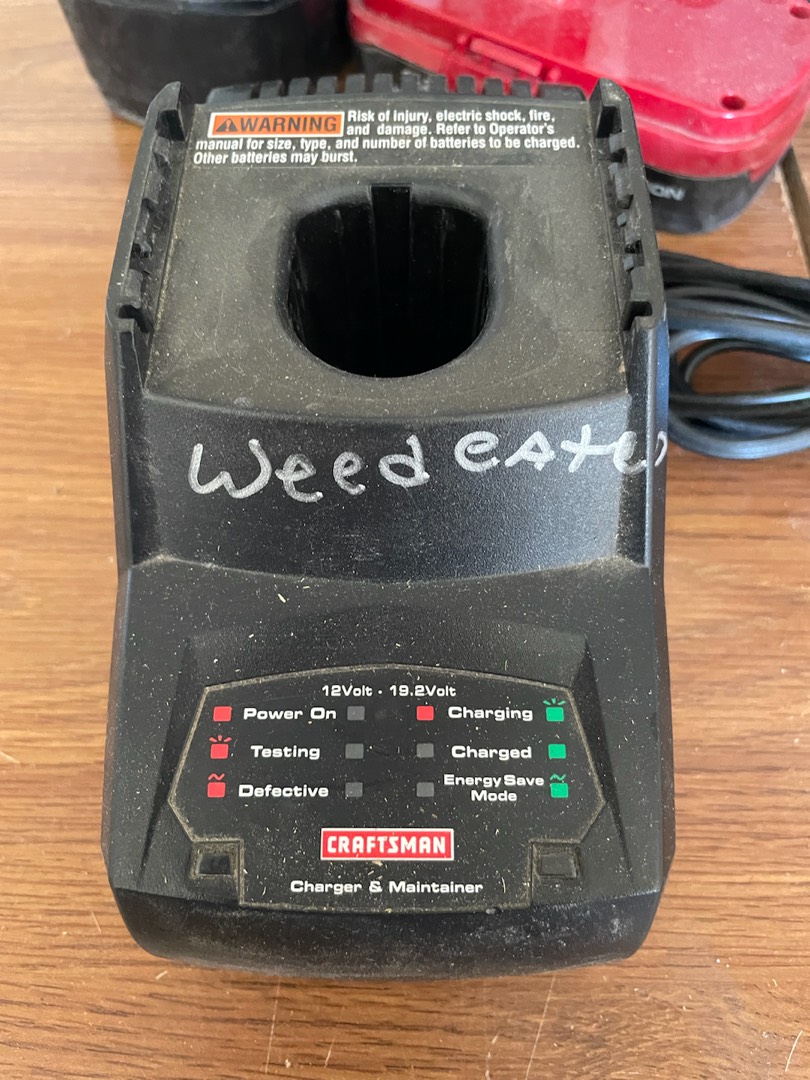 WARNING Risk of injury, electric shock, fire,
and damage. Refer to Operator's
manual for size, type, and number of batteries to be charged.
Other batteries may burst.
Weed eater
12Volt - 19.2Volt
Power On Charging
Testing Charged
Defective Energy Save
Mode
CRAFTSMAN
Charger & Maintainer